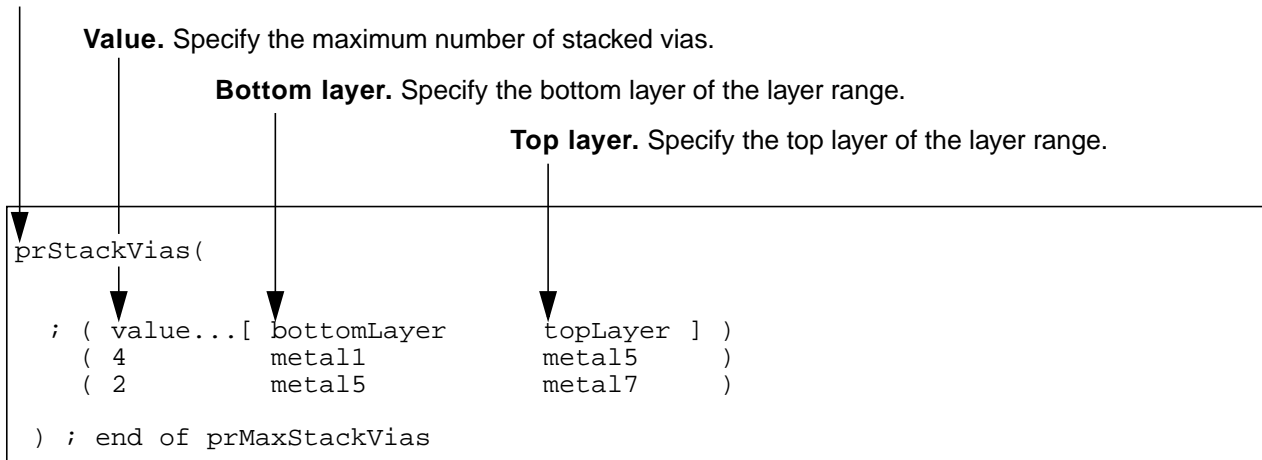 Value. Specify the maximum number of stacked vias.
Bottom layer. Specify the bottom layer of the layer range.
Top layer. Specify the top layer of the layer range.
prStackVias(
; ( value...[ bottomLayer topLayer ] )
( 4 metal1 metal5 )
( 2 metal5 metal7 )
) ; end of prMaxStackVias